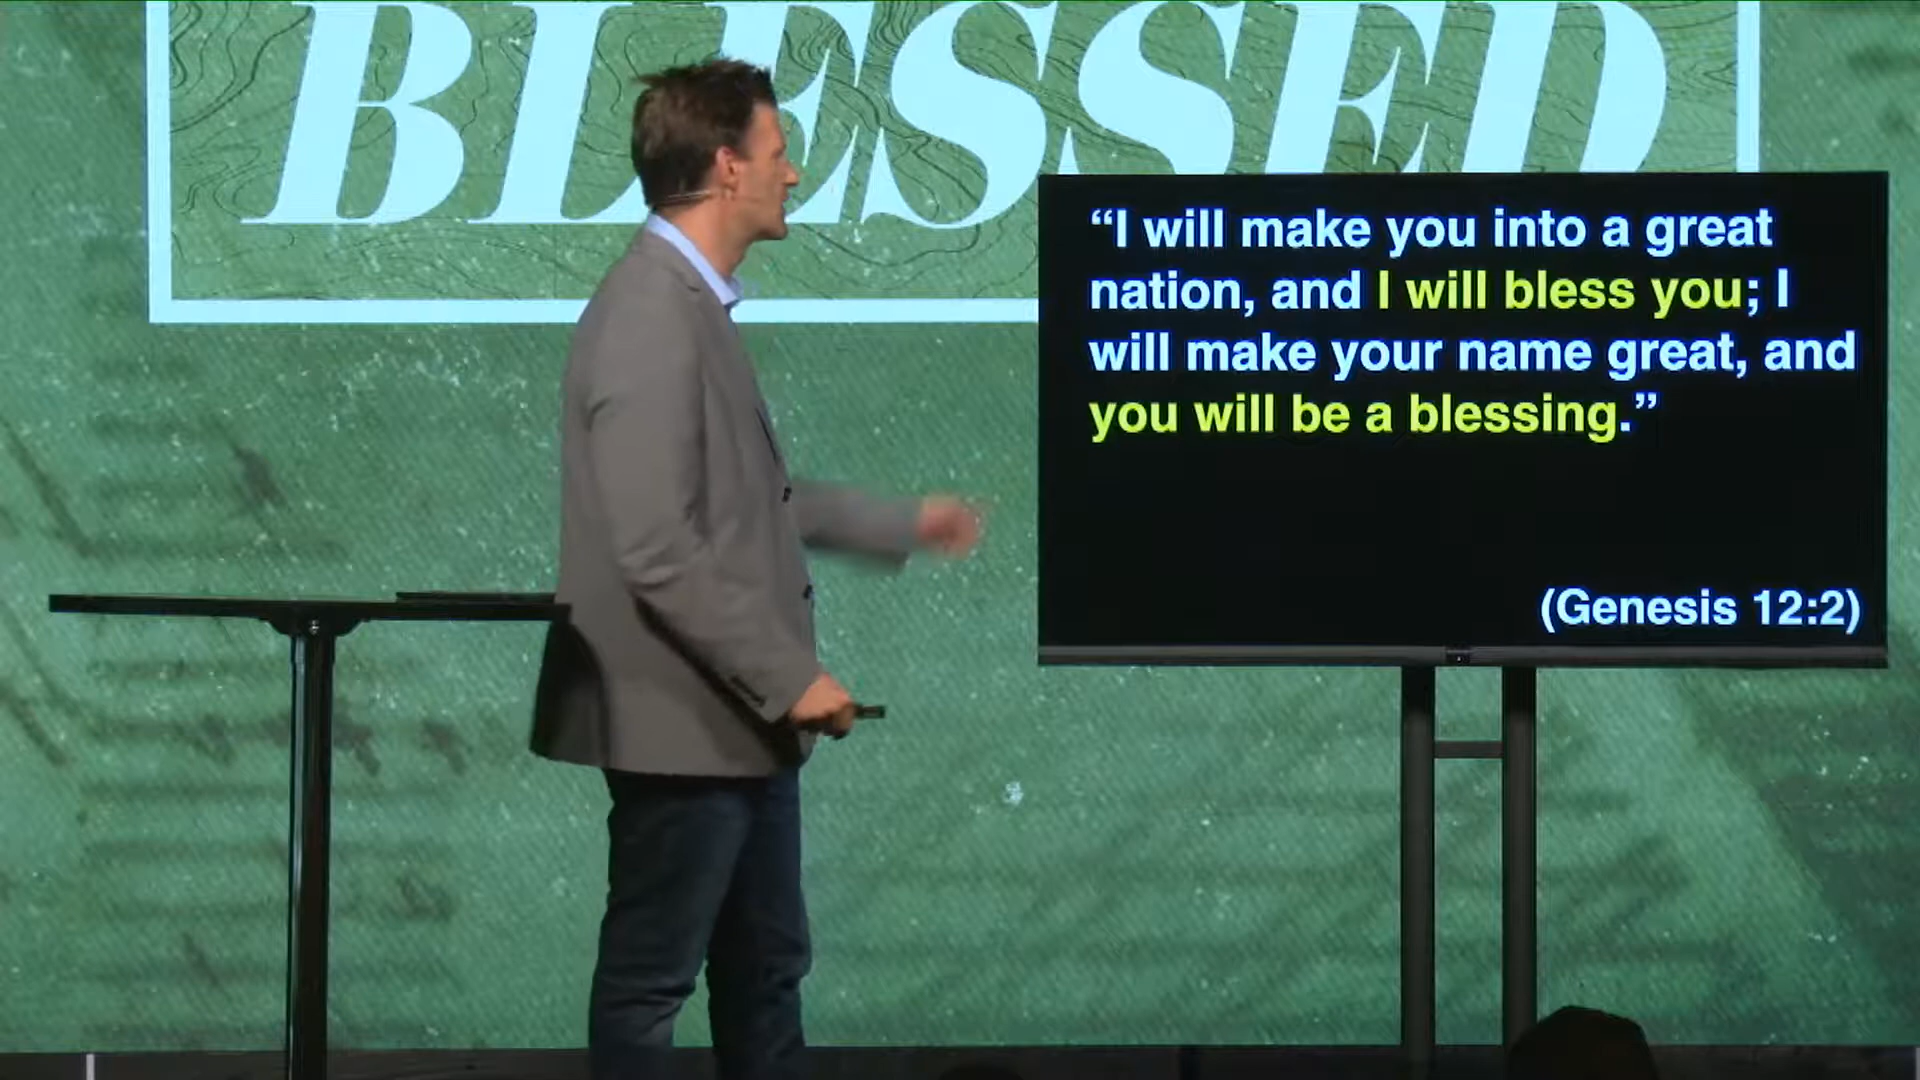 BLESSED
“I will make you into a great
nation, and I will bless you; I
will make your name great, and
you will be a blessing.”
(Genesis 12:2)